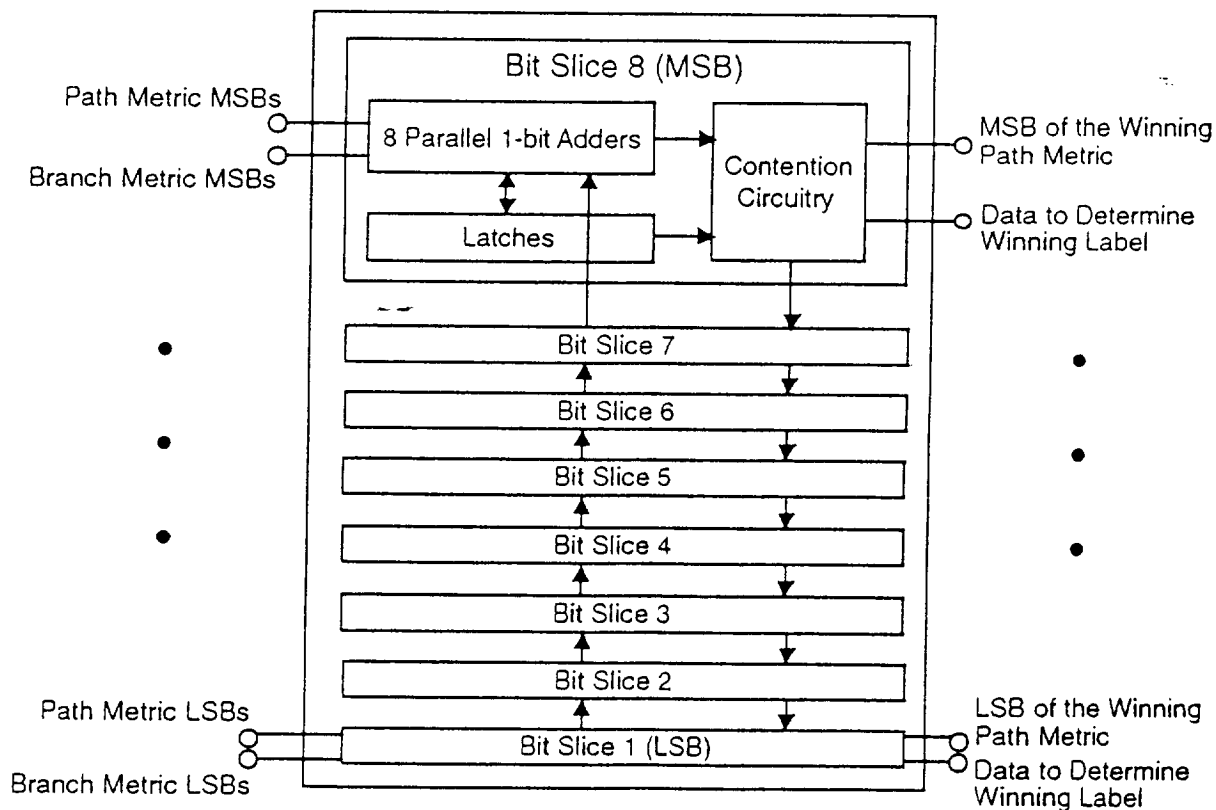 Bit Slice 8 (MSB)
Path Metric MSBs
8 Parallel 1-bit Adders
Branch Metric MSBs
Latches
Contention
Circuitry
MSB of the Winning
Path Metric
Data to Determine
Winning Label
Bit Slice 7
Bit Slice 6
Bit Slice 5
Bit Slice 4
Bit Slice 3
Bit Slice 2
Path Metric LSBs
Bit Slice 1 (LSB)
Branch Metric LSBs
LSB of the Winning
Path Metric
Data to Determine
Winning Label